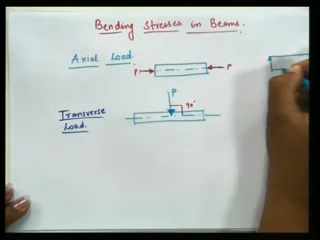 Bending Stresses in Beams.
Axial Load.
P P
P
90°
Transverse
Load.